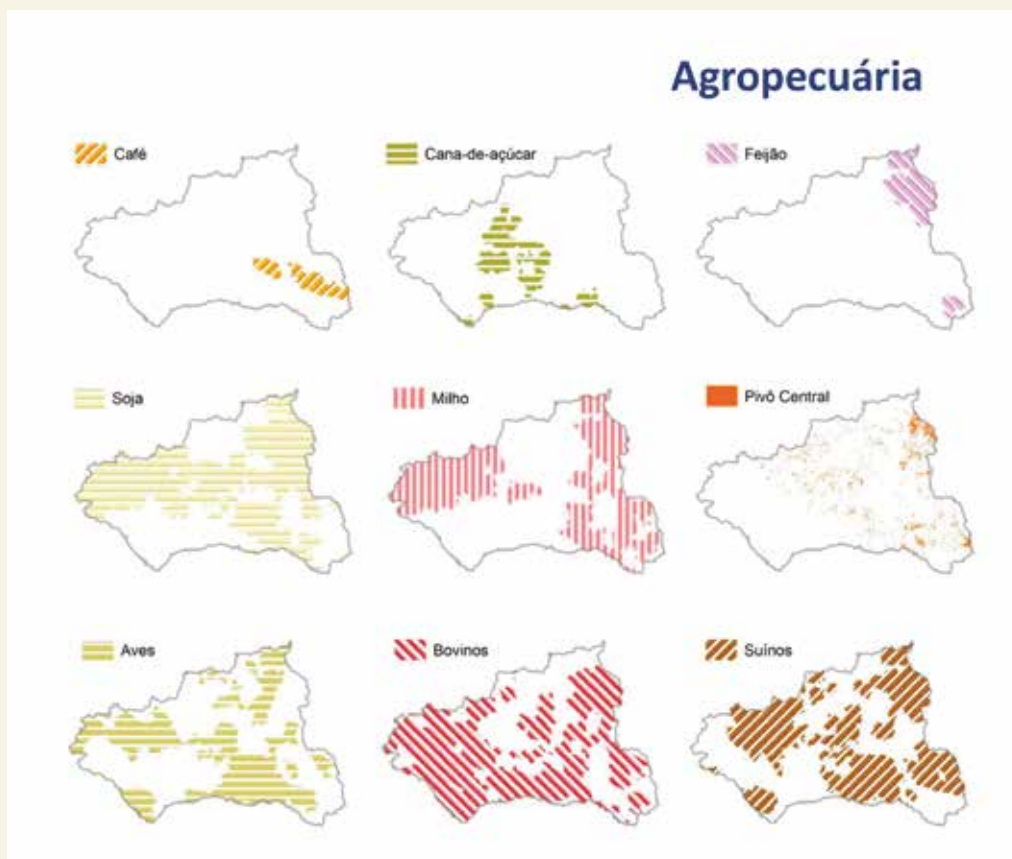 Agropecuária
Café
Cana-de-açúcar
Feijão
Soja
Milho
Pivô Central
Aves
Bovinos
Suínos